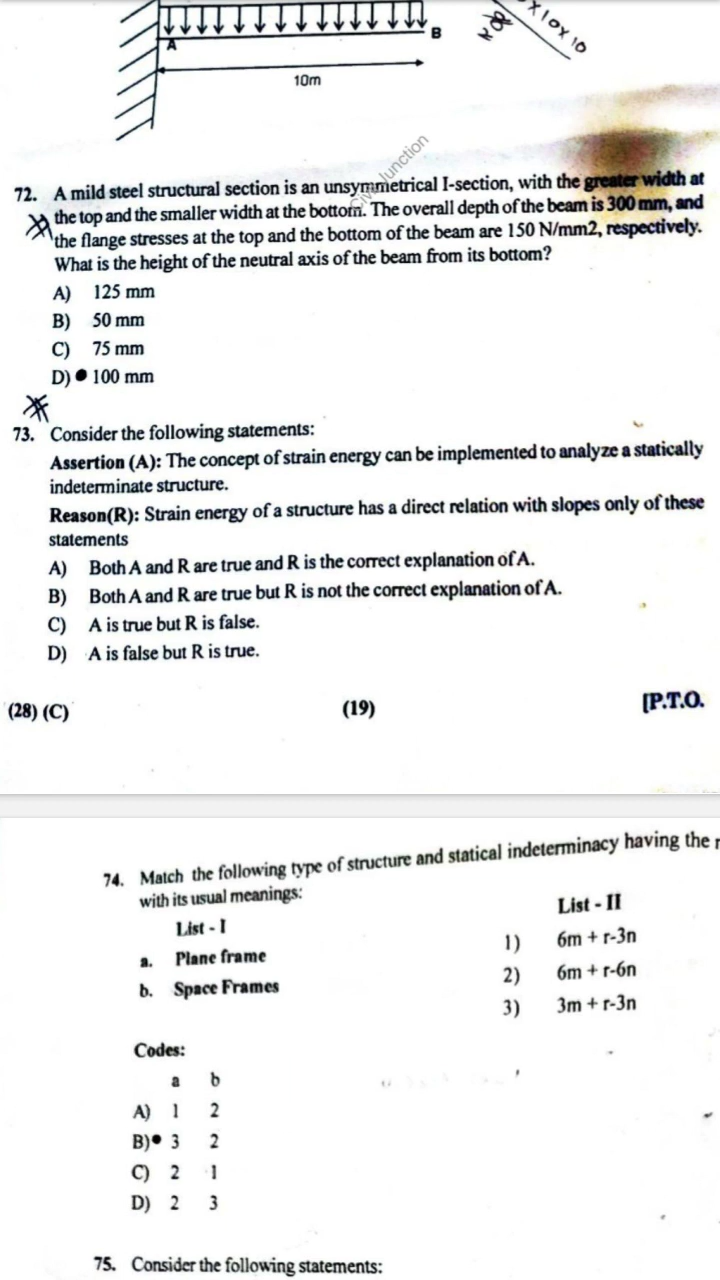 A
B
10m
x10x10
Civil Junction
72. A mild steel structural section is an unsymmetrical I-section, with the greater width at
the top and the smaller width at the bottom. The overall depth of the beam is 300 mm, and
the flange stresses at the top and the bottom of the beam are 150 N/mm2, respectively.
What is the height of the neutral axis of the beam from its bottom?
A) 125 mm
B) 50 mm
C) 75 mm
D) 100 mm
73. Consider the following statements:
Assertion (A): The concept of strain energy can be implemented to analyze a statically
indeterminate structure.
Reason(R): Strain energy of a structure has a direct relation with slopes only of these
statements
A) Both A and R are true and R is the correct explanation of A.
B) Both A and R are true but R is not the correct explanation of A.
C) A is true but R is false.
D) A is false but R is true.
(28) (C) (19) [P.T.O.
74. Match the following type of structure and statical indeterminacy having the
with its usual meanings:
List - I List - II
a. Plane frame 1) 6m + r-3n
b. Space Frames 2) 6m + r-6n
3) 3m + r-3n
Codes:
a b
A) 1 2
B) 3 2
C) 2 1
D) 2 3
75. Consider the following statements: